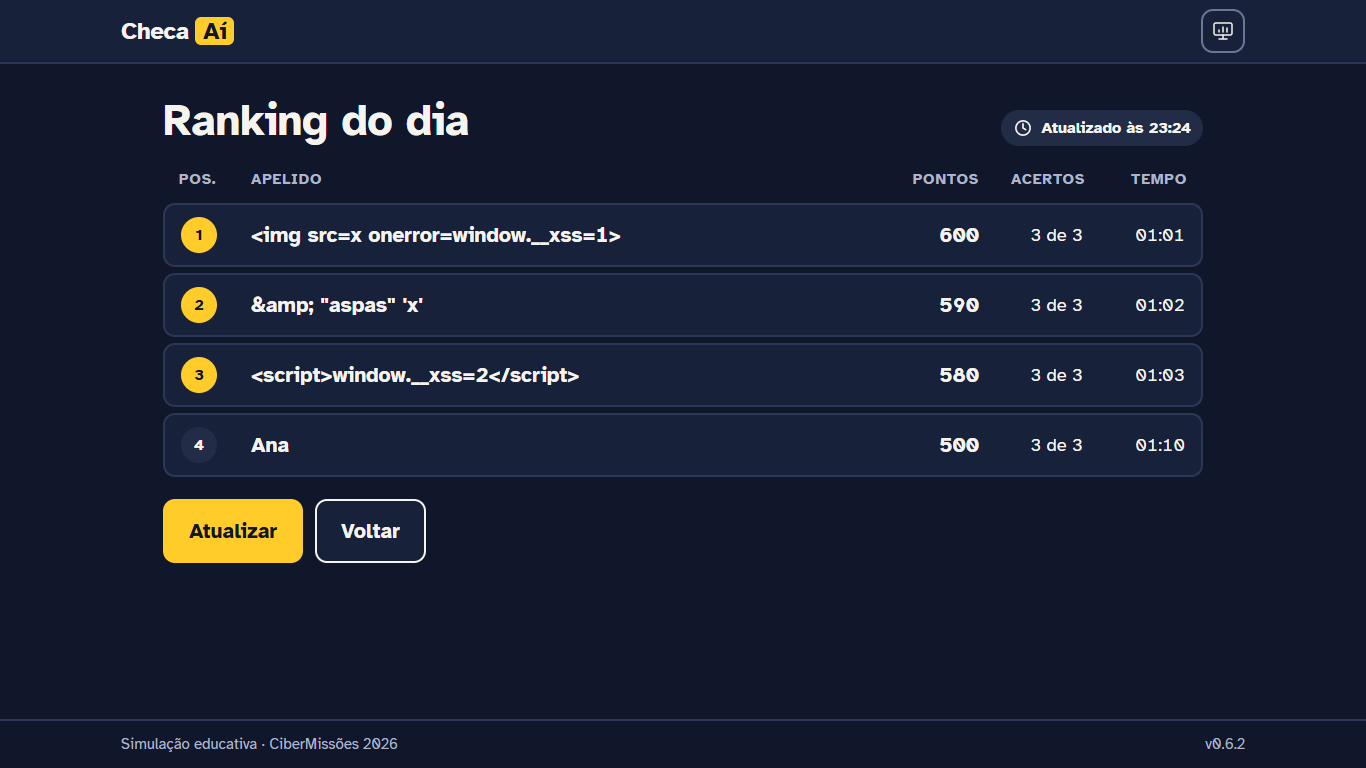 Checa Aí
Ranking do dia
Atualizado às 23:24
POS. APELIDO PONTOS ACERTOS TEMPO
1 <img src=x onerror=window.__xss=1> 600 3 de 3 01:01
2 &amp; "aspas" 'x' 590 3 de 3 01:02
3 <script>window.__xss=2</script> 580 3 de 3 01:03
4 Ana 500 3 de 3 01:10
Atualizar Voltar
Simulação educativa · CiberMissões 2026 v0.6.2